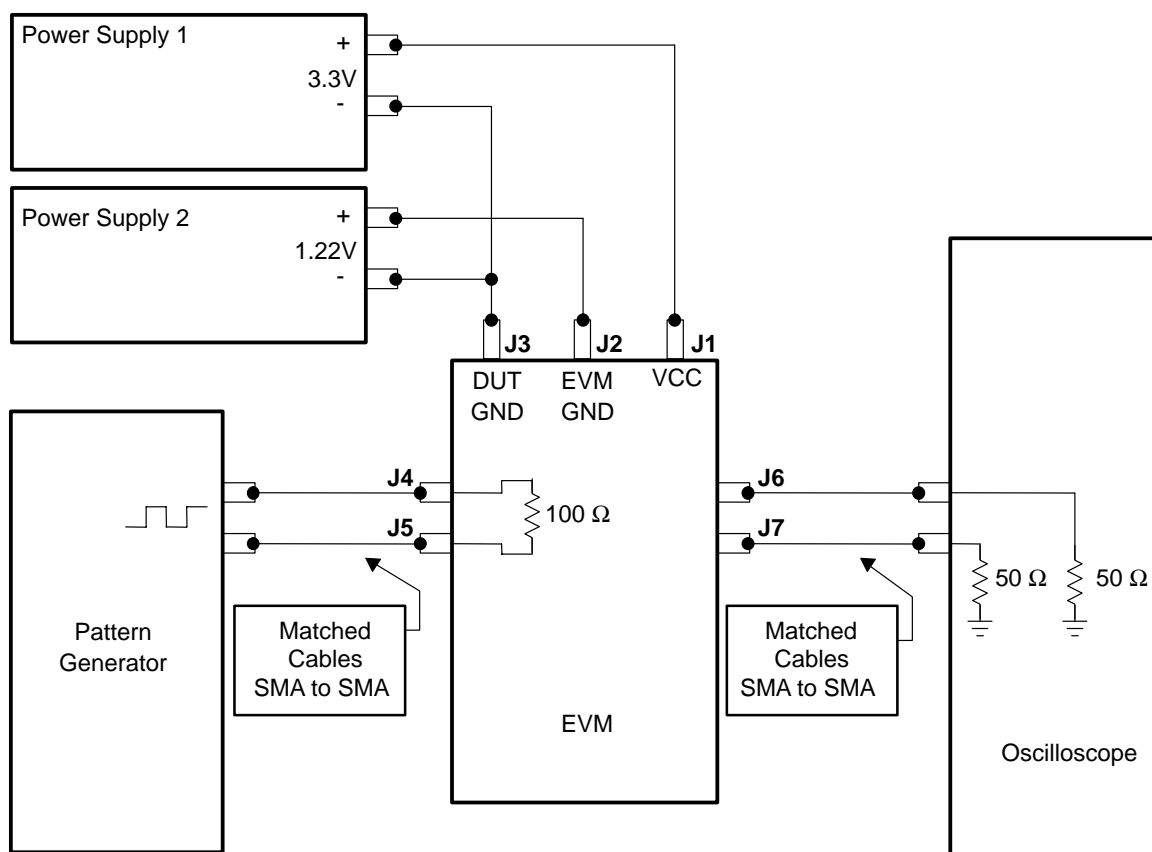 Power Supply 1
+
3.3V
-
Power Supply 2
+
1.22V
-
J3
J2
J1
DUT
GND
EVM
GND
VCC
J4
J5
100 Ω
J6
J7
50 Ω
50 Ω
Pattern
Generator
Matched
Cables
SMA to SMA
Matched
Cables
SMA to SMA
EVM
Oscilloscope